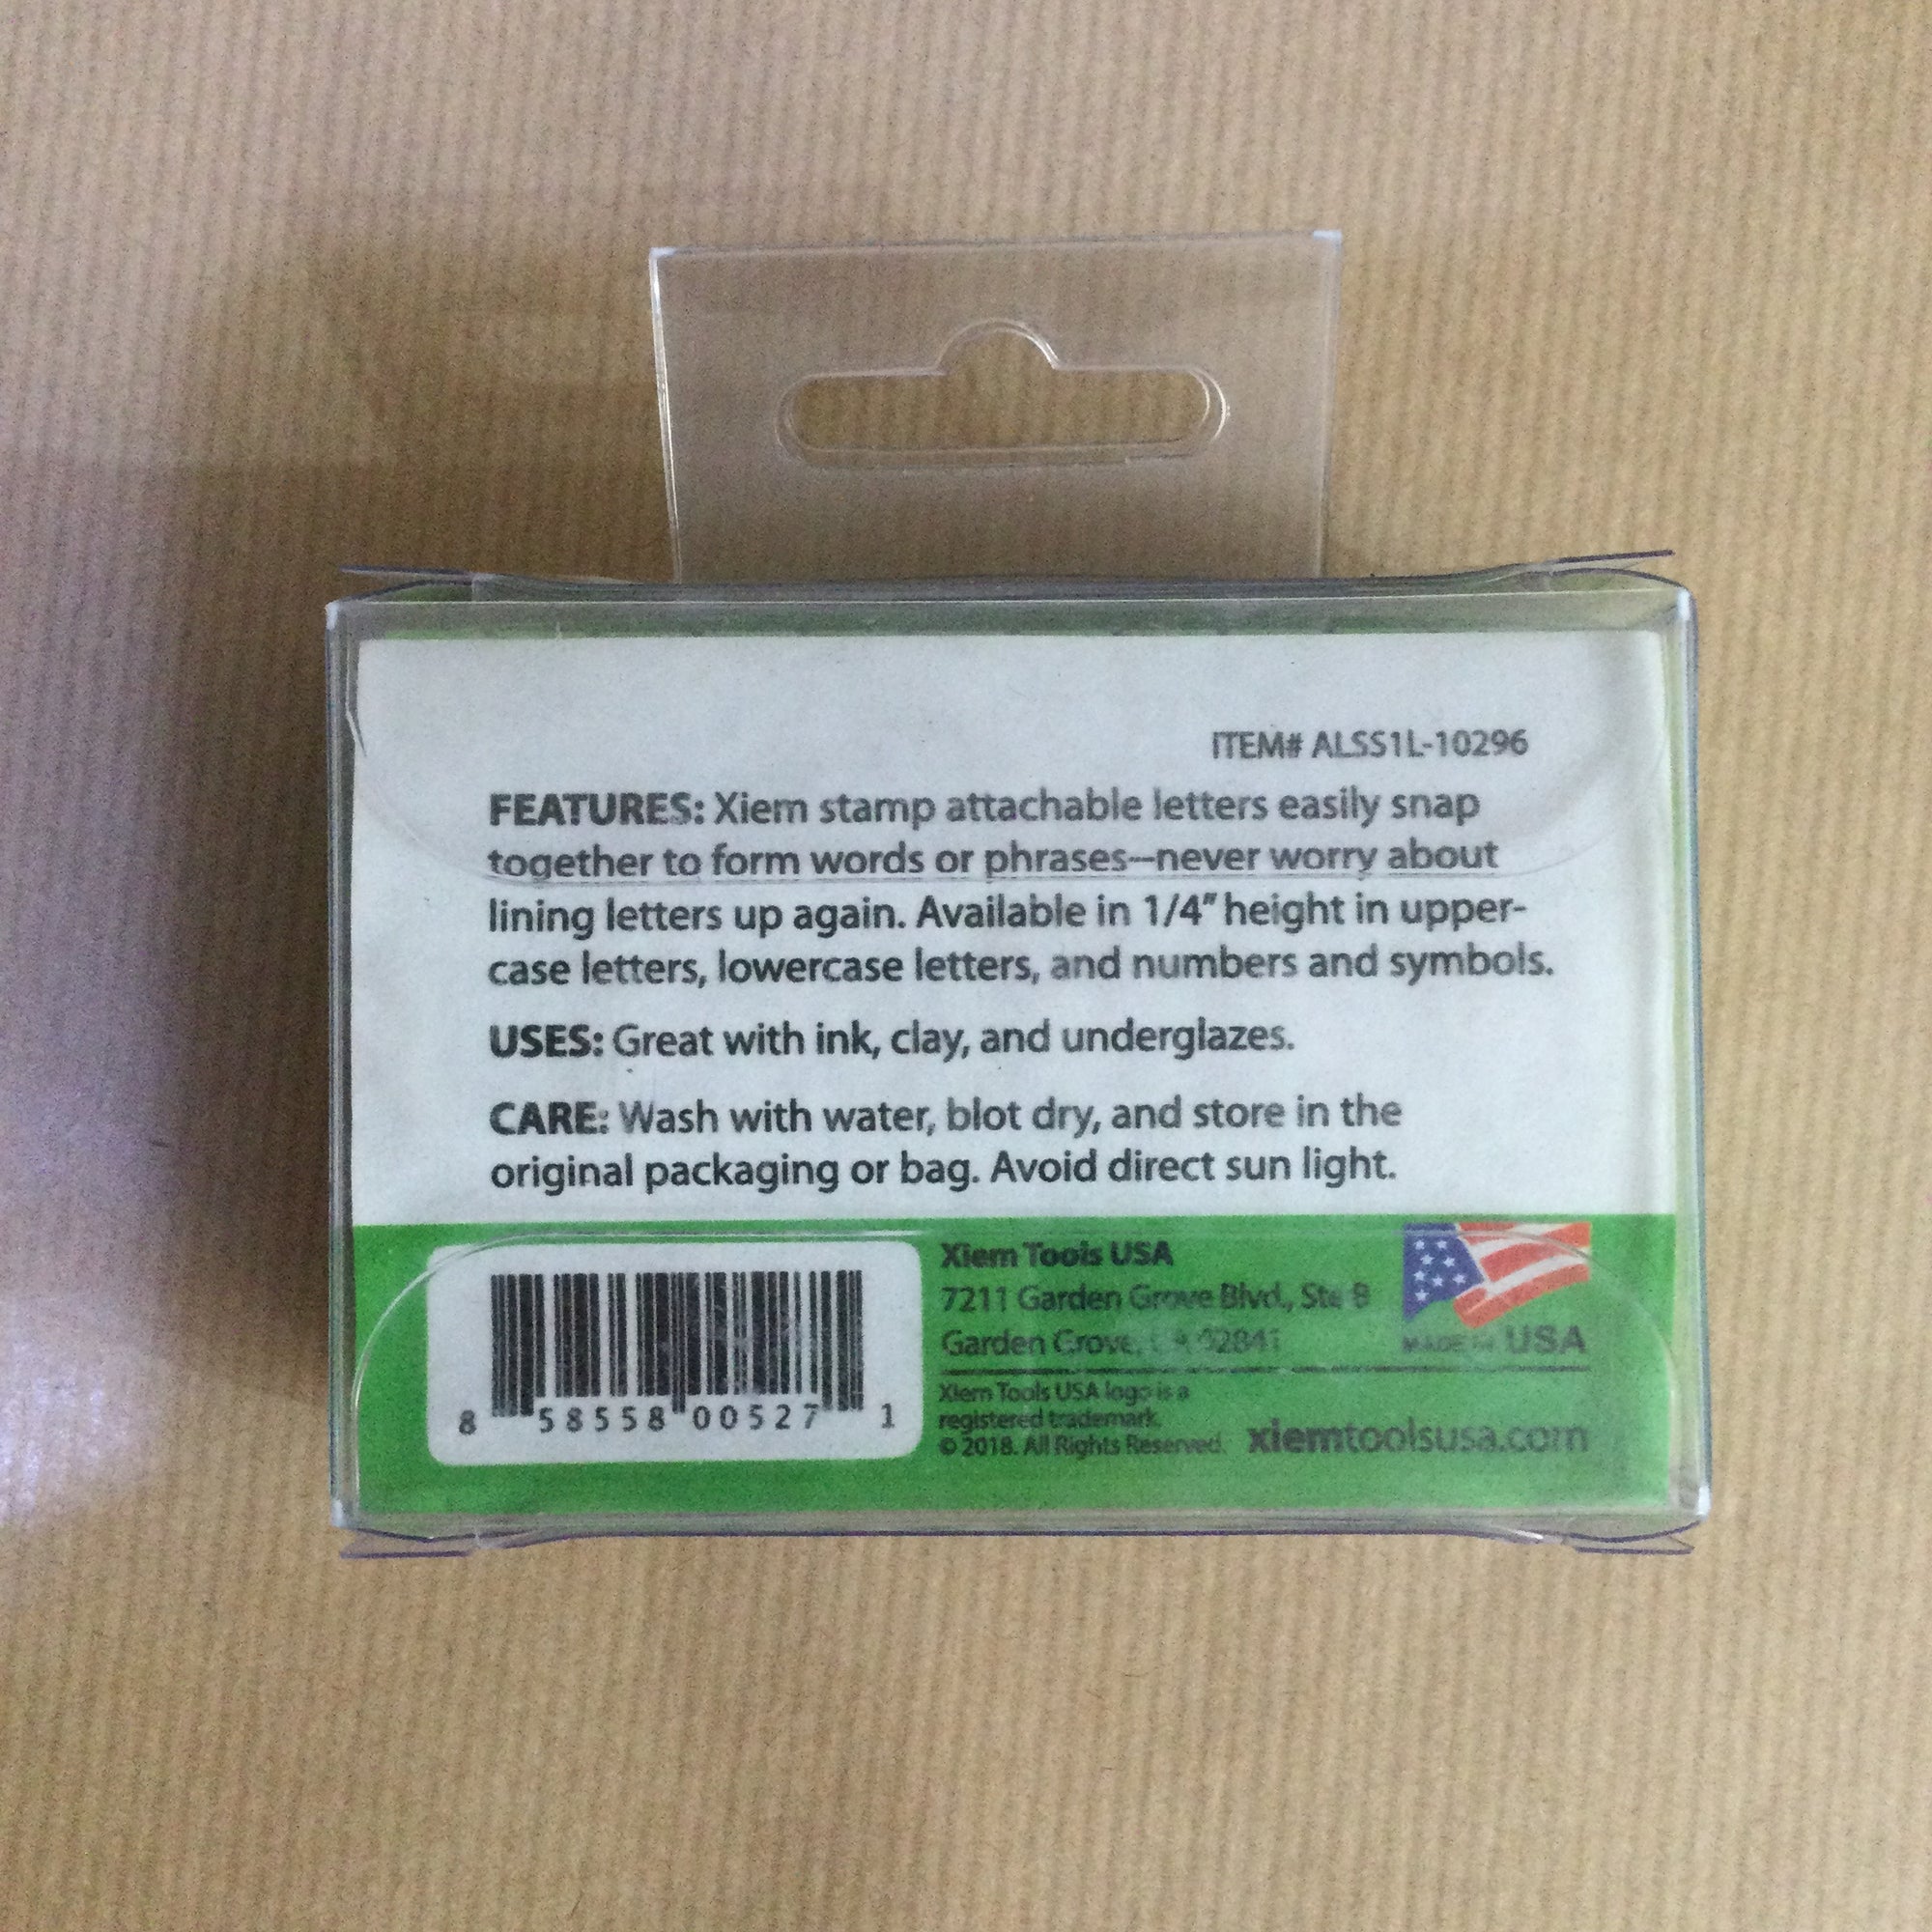 ITEM# ALSS1L-10296
FEATURES: Xiem stamp attachable letters easily snap
together to form words or phrases—never worry about
lining letters up again. Available in 1/4" height in upper-
case letters, lowercase letters, and numbers and symbols.
USES: Great with ink, clay, and underglazes.
CARE: Wash with water, blot dry, and store in the
original packaging or bag. Avoid direct sun light.
8 58558 00527 1
Xiem Tools USA
7211 Garden Grove Blvd., Ste B
Garden Grove, CA 92841
MADE IN USA
Xiem Tools USA logo is a
registered trademark.
© 2018. All Rights Reserved.
xiemtoolsusa.com